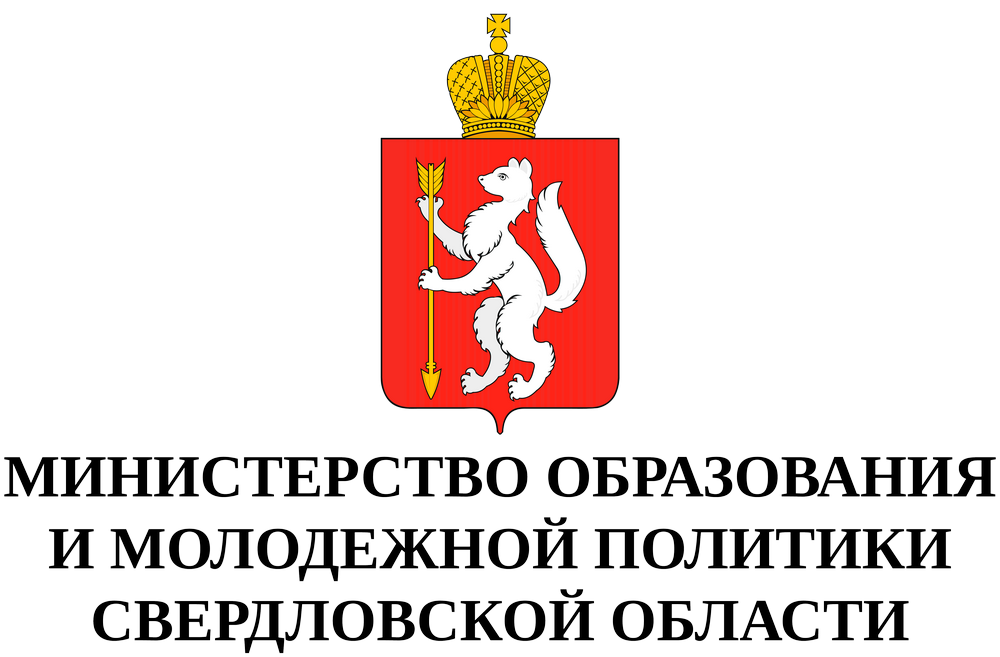 МИНИСТЕРСТВО ОБРАЗОВАНИЯ
И МОЛОДЕЖНОЙ ПОЛИТИКИ
СВЕРДЛОВСКОЙ ОБЛАСТИ